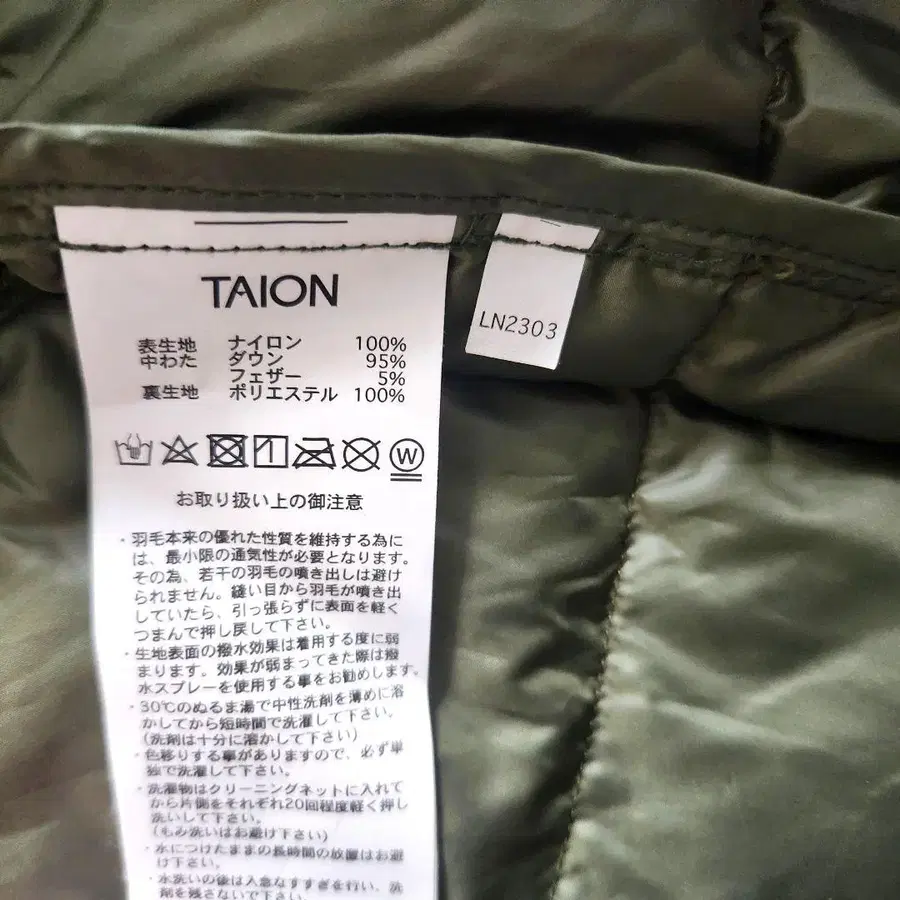 TAION
LN2303
表生地 ナイロン 100%
中わた ダウン 95%
フェザー 5%
裏生地 ポリエステル 100%
W
お取り扱い上の御注意
・羽毛本来の優れた性質を維持する為に
は、最小限の通気性が必要となります。
その為、若干の羽毛の噴き出しは避け
られません。縫い目から羽毛が噴き出
していたら、引っ張らずに表面を軽く
つまんで押し戻して下さい。
・生地表面の撥水効果は着用する度に弱
まります。効果が弱まってきた際は撥
水スプレーを使用する事をお勧めします。
・30℃のぬるま湯で中性洗剤を薄めに溶
かしてから短時間で洗濯して下さい。
(洗剤は十分に溶かして下さい)
・色移りする事がありますので、必ず単
独で洗濯して下さい。
・洗濯物はクリーニングネットに入れて
から片側をそれぞれ20回程度軽く押し
洗いして下さい。
(もみ洗いはお避け下さい)
・水につけたままの長時間の放置はお避
け下さい。
・水洗いの後は入念なすすぎを行い、洗
剤を残さないで下さい。